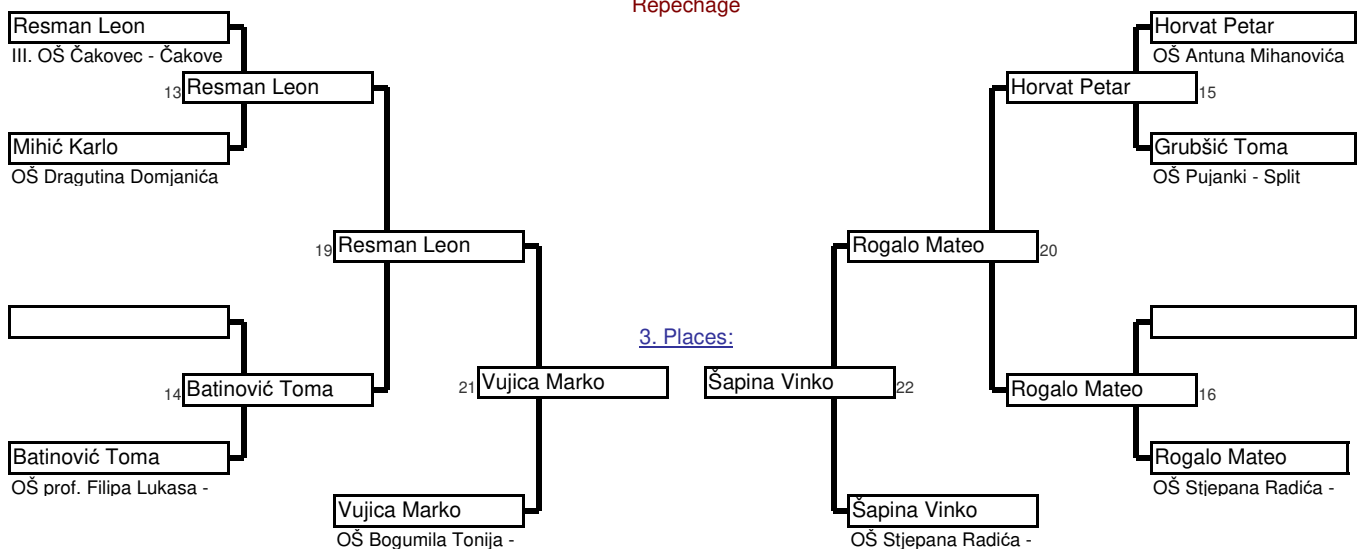 Repechage
Resman Leon
III. OŠ Čakovec - Čakove
13 Resman Leon
Mihić Karlo
OŠ Dragutina Domjanića
19 Resman Leon
14 Batinović Toma
Batinović Toma
OŠ prof. Filipa Lukasa -
21 Vujica Marko
Vujica Marko
OŠ Bogumila Tonija -
3. Places:
Horvat Petar
OŠ Antuna Mihanovića
Horvat Petar 15
Grubšić Toma
OŠ Pujanki - Split
Rogalo Mateo 20
Rogalo Mateo 16
Rogalo Mateo
OŠ Stjepana Radića -
Šapina Vinko 22
Šapina Vinko
OŠ Stjepana Radića -